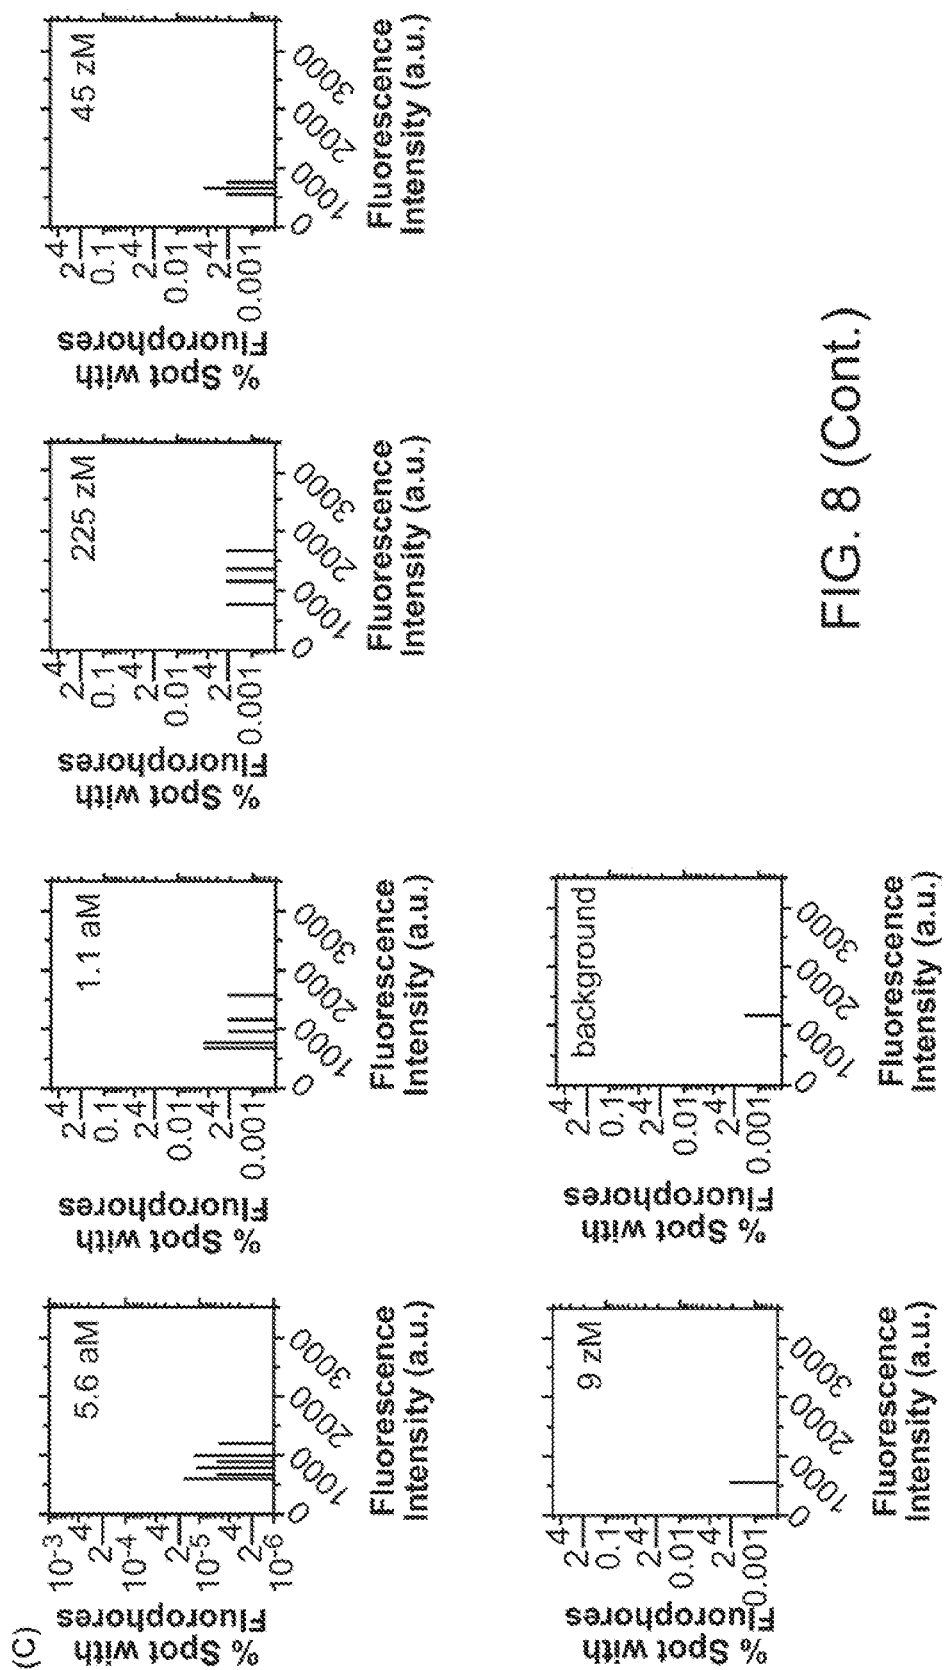 (C)
% Spot with
Fluorophores
10-3
4
2
10-4
4
2
10-5
4
2
10-6
5.6 aM
0
1000
2000
3000
Fluorescence
Intensity (a.u.)
% Spot with
Fluorophores
4
2
0.1
4
2
0.01
4
2
0.001
1.1 aM
0
1000
2000
3000
Fluorescence
Intensity (a.u.)
% Spot with
Fluorophores
4
2
0.1
4
2
0.01
4
2
0.001
225 zM
0
1000
2000
3000
Fluorescence
Intensity (a.u.)
% Spot with
Fluorophores
4
2
0.1
4
2
0.01
4
2
0.001
45 zM
0
1000
2000
3000
Fluorescence
Intensity (a.u.)
% Spot with
Fluorophores
4
2
0.1
4
2
0.01
4
2
0.001
9 zM
0
1000
2000
3000
Fluorescence
Intensity (a.u.)
% Spot with
Fluorophores
4
2
0.1
4
2
0.01
4
2
0.001
background
0
1000
2000
3000
Fluorescence
Intensity (a.u.)
FIG. 8 (Cont.)